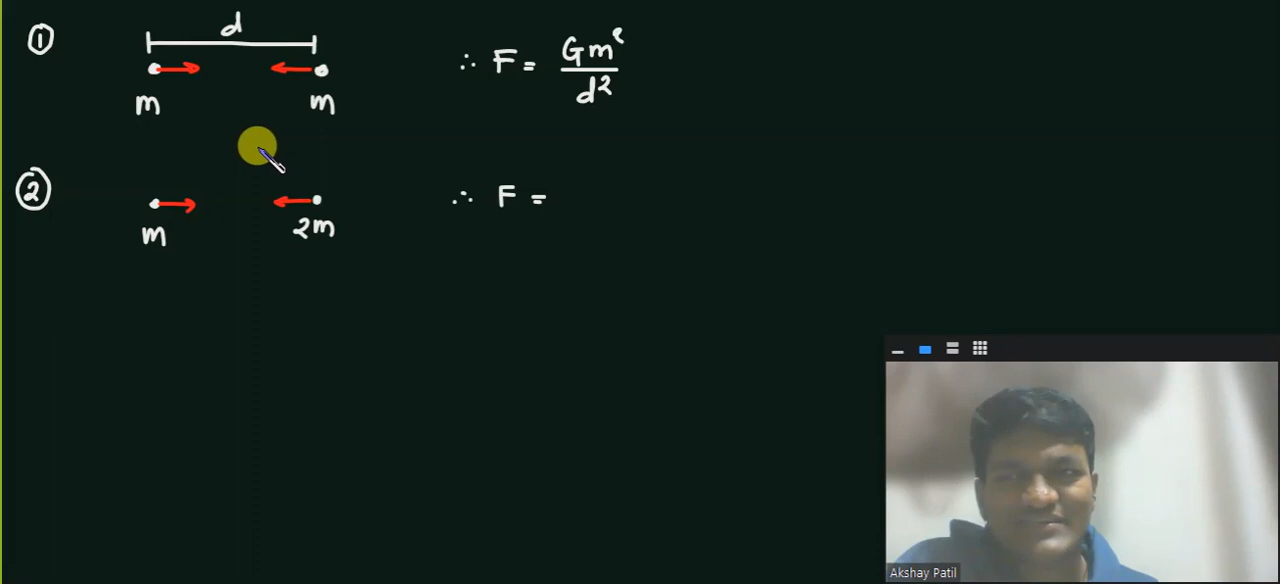 ① d
m m
∴ F = Gm² / d²
② m 2m
∴ F =
Akshay Patil